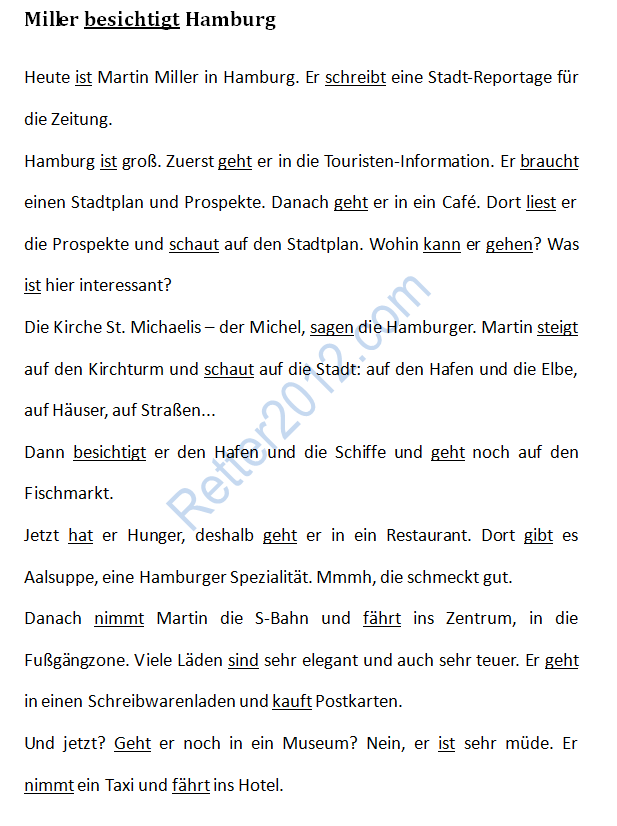 Miller besichtigt Hamburg
Heute ist Martin Miller in Hamburg. Er schreibt eine Stadt-Reportage für
die Zeitung.
Hamburg ist groß. Zuerst geht er in die Touristen-Information. Er braucht
einen Stadtplan und Prospekte. Danach geht er in ein Café. Dort liest er
die Prospekte und schaut auf den Stadtplan. Wohin kann er gehen? Was
ist hier interessant?
Die Kirche St. Michaelis – der Michel, sagen die Hamburger. Martin steigt
auf den Kirchturm und schaut auf die Stadt: auf den Hafen und die Elbe,
auf Häuser, auf Straßen...
Dann besichtigt er den Hafen und die Schiffe und geht noch auf den
Fischmarkt.
Jetzt hat er Hunger, deshalb geht er in ein Restaurant. Dort gibt es
Aalsuppe, eine Hamburger Spezialität. Mmmh, die schmeckt gut.
Danach nimmt Martin die S-Bahn und fährt ins Zentrum, in die
Fußgängzone. Viele Läden sind sehr elegant und auch sehr teuer. Er geht
in einen Schreibwarenladen und kauft Postkarten.
Und jetzt? Geht er noch in ein Museum? Nein, er ist sehr müde. Er
nimmt ein Taxi und fährt ins Hotel.
Retter2012.com